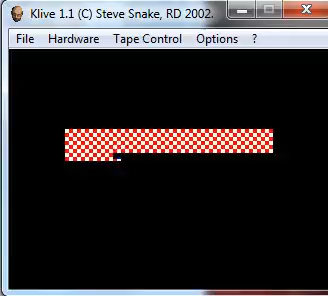 Klive 1.1 (C) Steve Snake, RD 2002.
File Hardware Tape Control Options ?